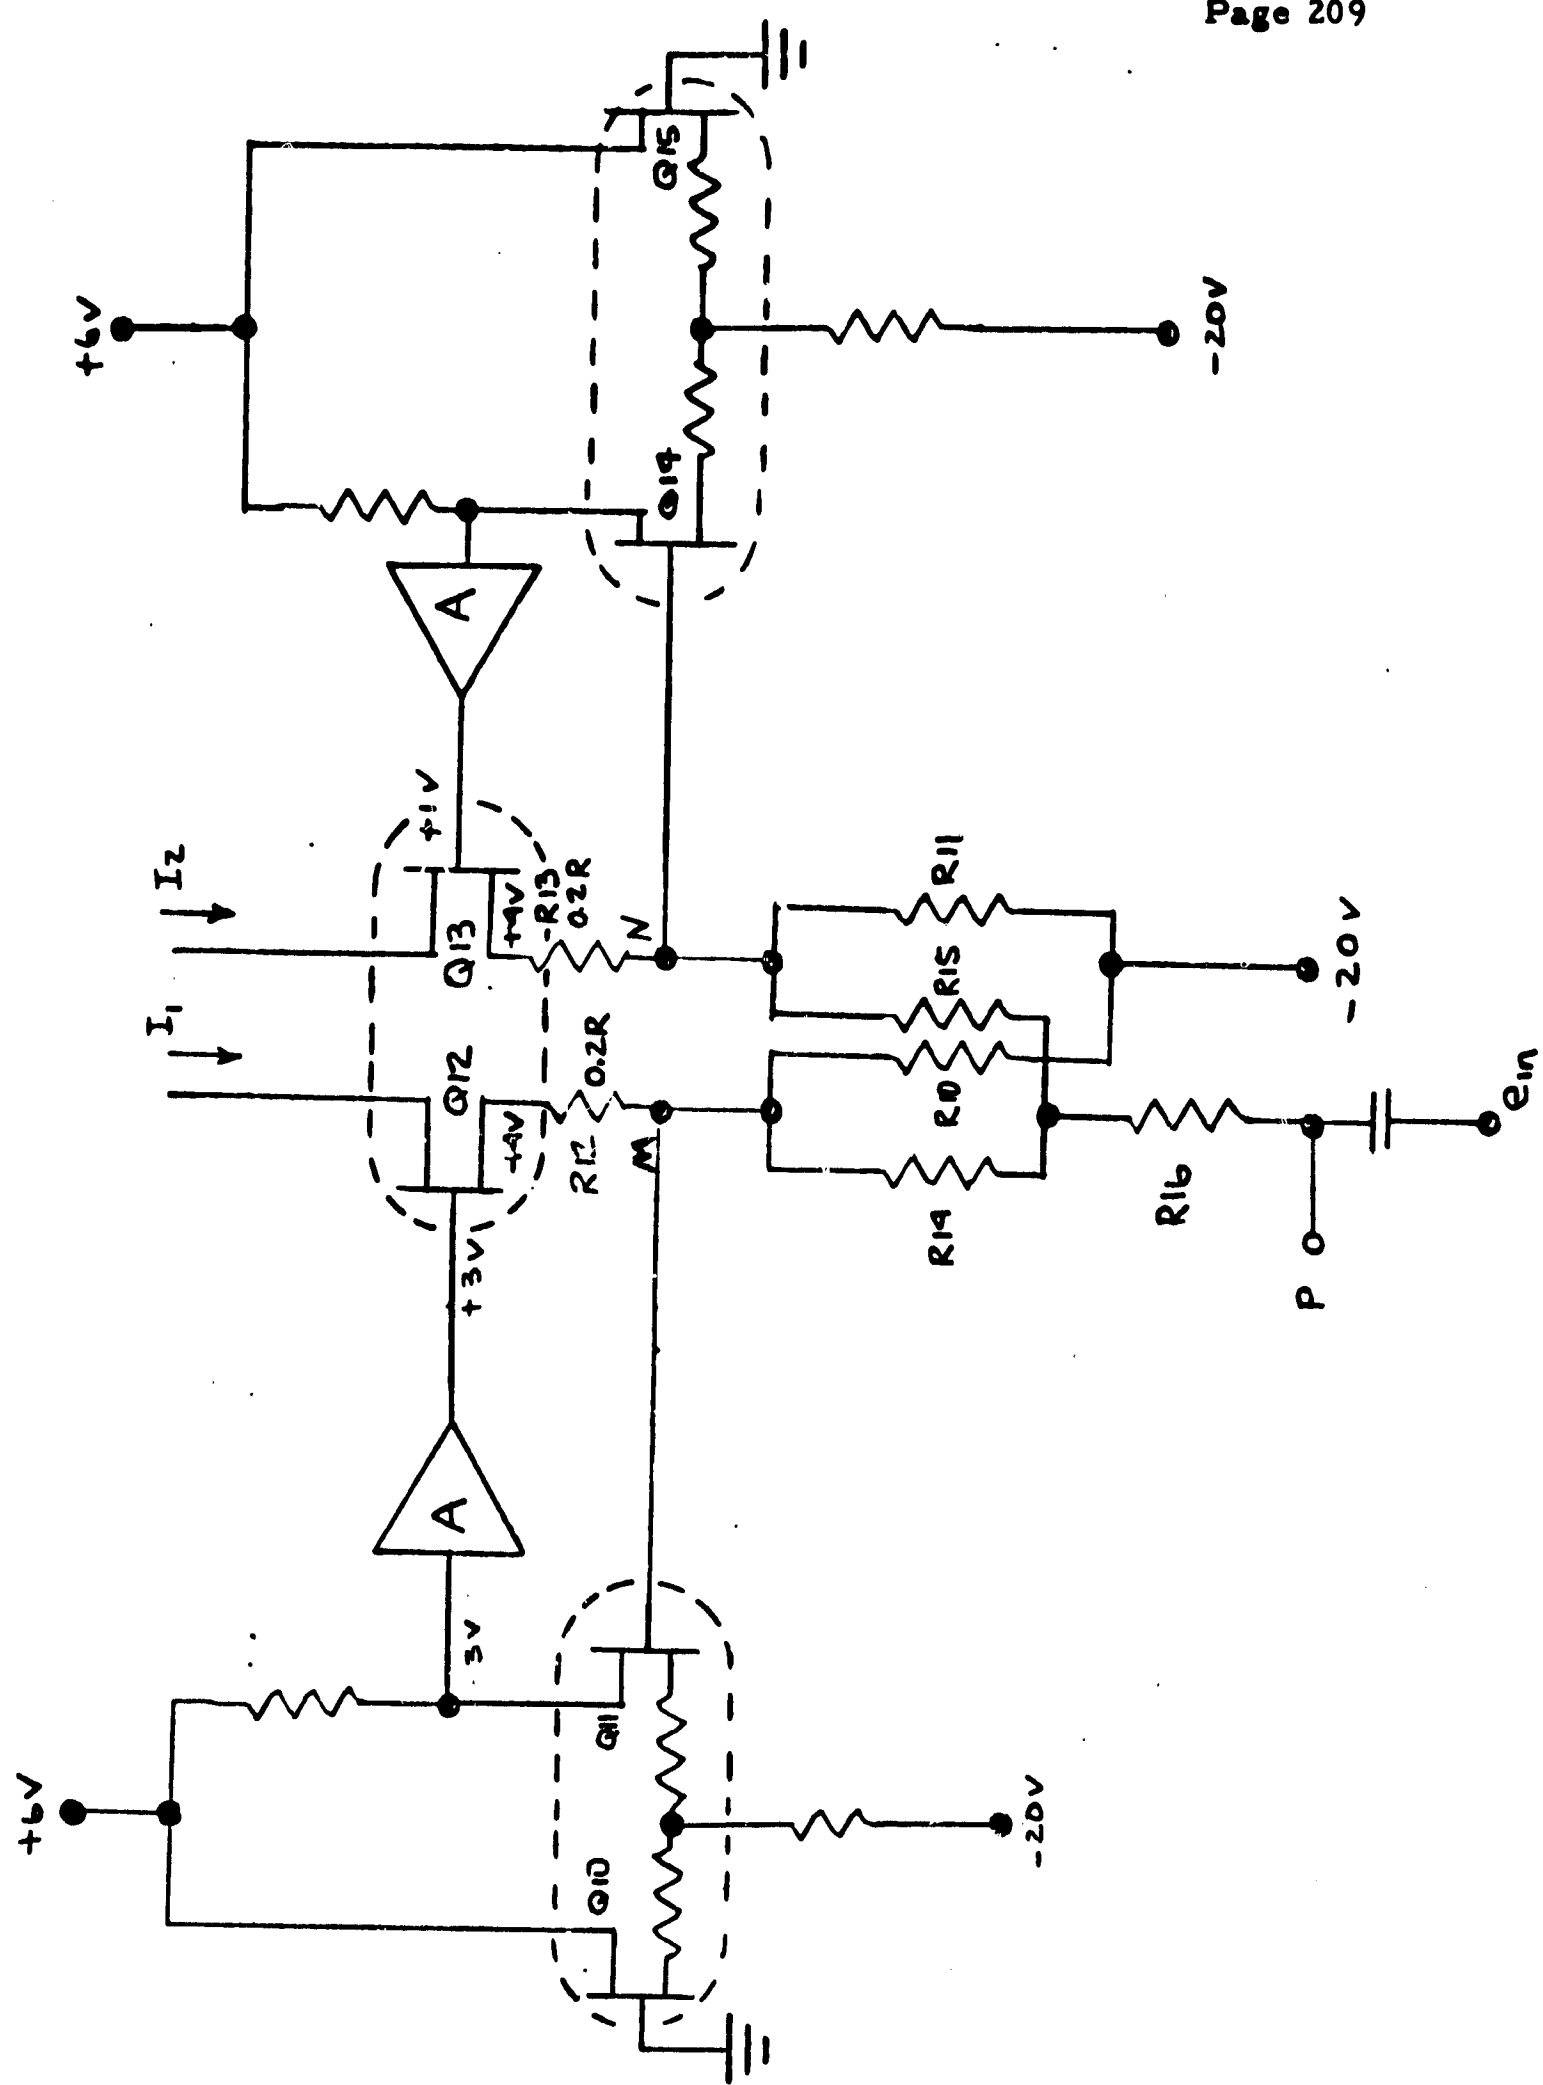 Page 209
+6V
+6V
I1
I2
A
A
3V
+3V
+1V
Q10
Q11
Q12
Q13
Q14
Q15
+4V
+4V
R12
0.2R
R13
0.2R
M
N
R14
R10
R15
R11
-20V
-20V
-20V
R16
P
ein